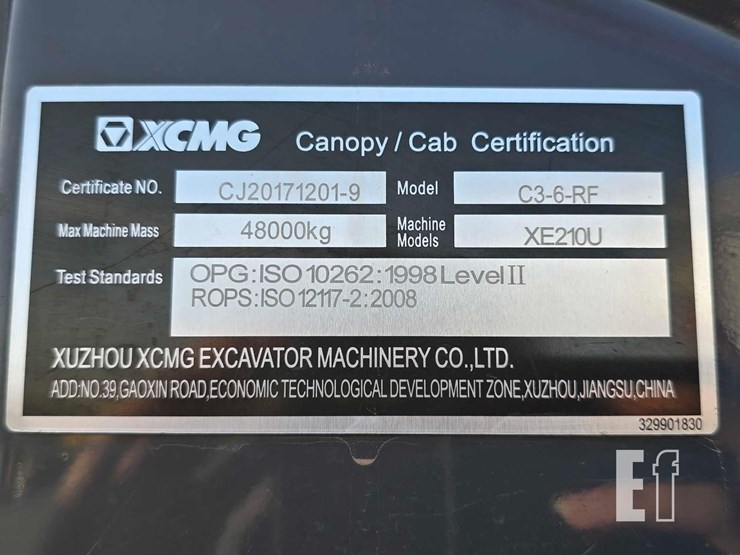 XCMG Canopy / Cab Certification
Certificate NO. CJ20171201-9 Model C3-6-RF
Max Machine Mass 48000kg Machine Models XE210U
Test Standards OPG:ISO 10262:1998 Level II
ROPS:ISO 12117-2:2008
XUZHOU XCMG EXCAVATOR MACHINERY CO.,LTD.
ADD:NO.39,GAOXIN ROAD,ECONOMIC TECHNOLOGICAL DEVELOPMENT ZONE,XUZHOU,JIANGSU,CHINA
329901830
Ef